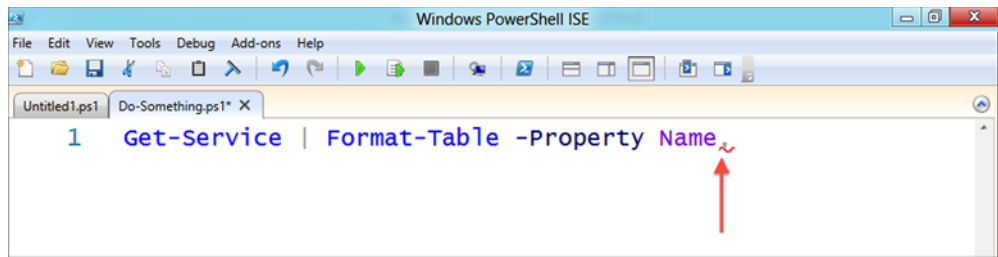 Windows PowerShell ISE
File Edit View Tools Debug Add-ons Help
Untitled1.ps1 Do-Something.ps1* X
1 Get-Service | Format-Table -Property Name,